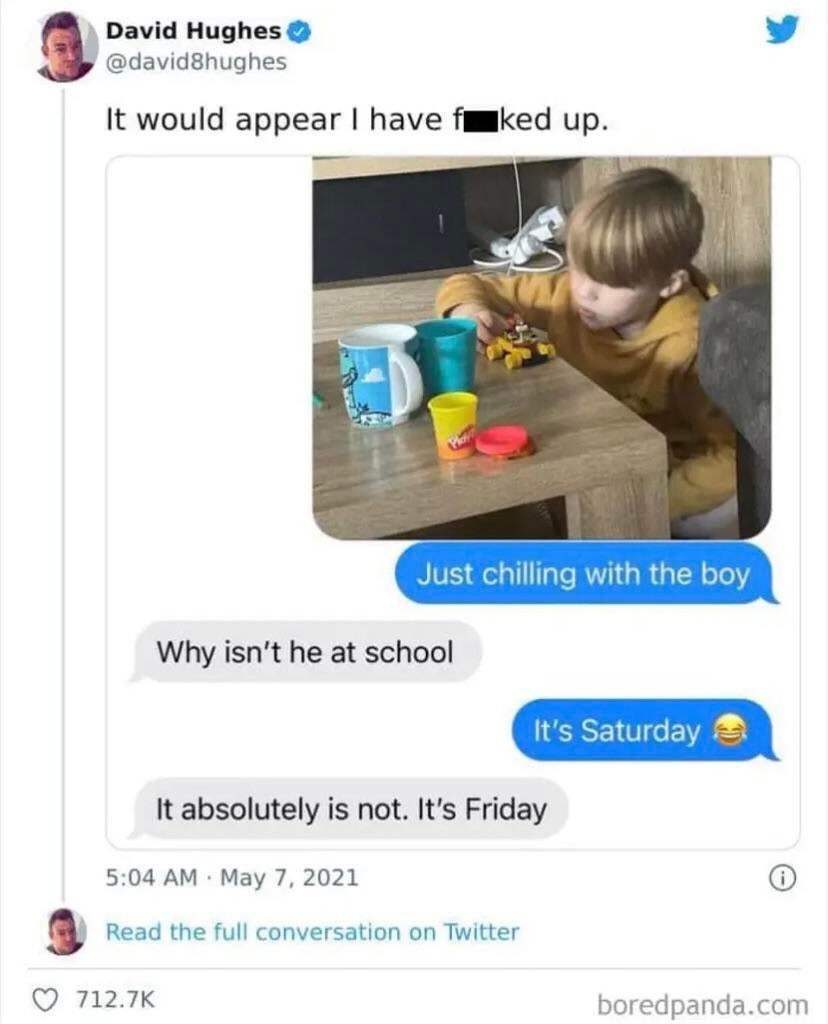 David Hughes
@david8hughes
It would appear I have f██ked up.
Play-Doh
Just chilling with the boy
Why isn't he at school
It's Saturday 😂
It absolutely is not. It's Friday
5:04 AM · May 7, 2021
Read the full conversation on Twitter
712.7K
boredpanda.com